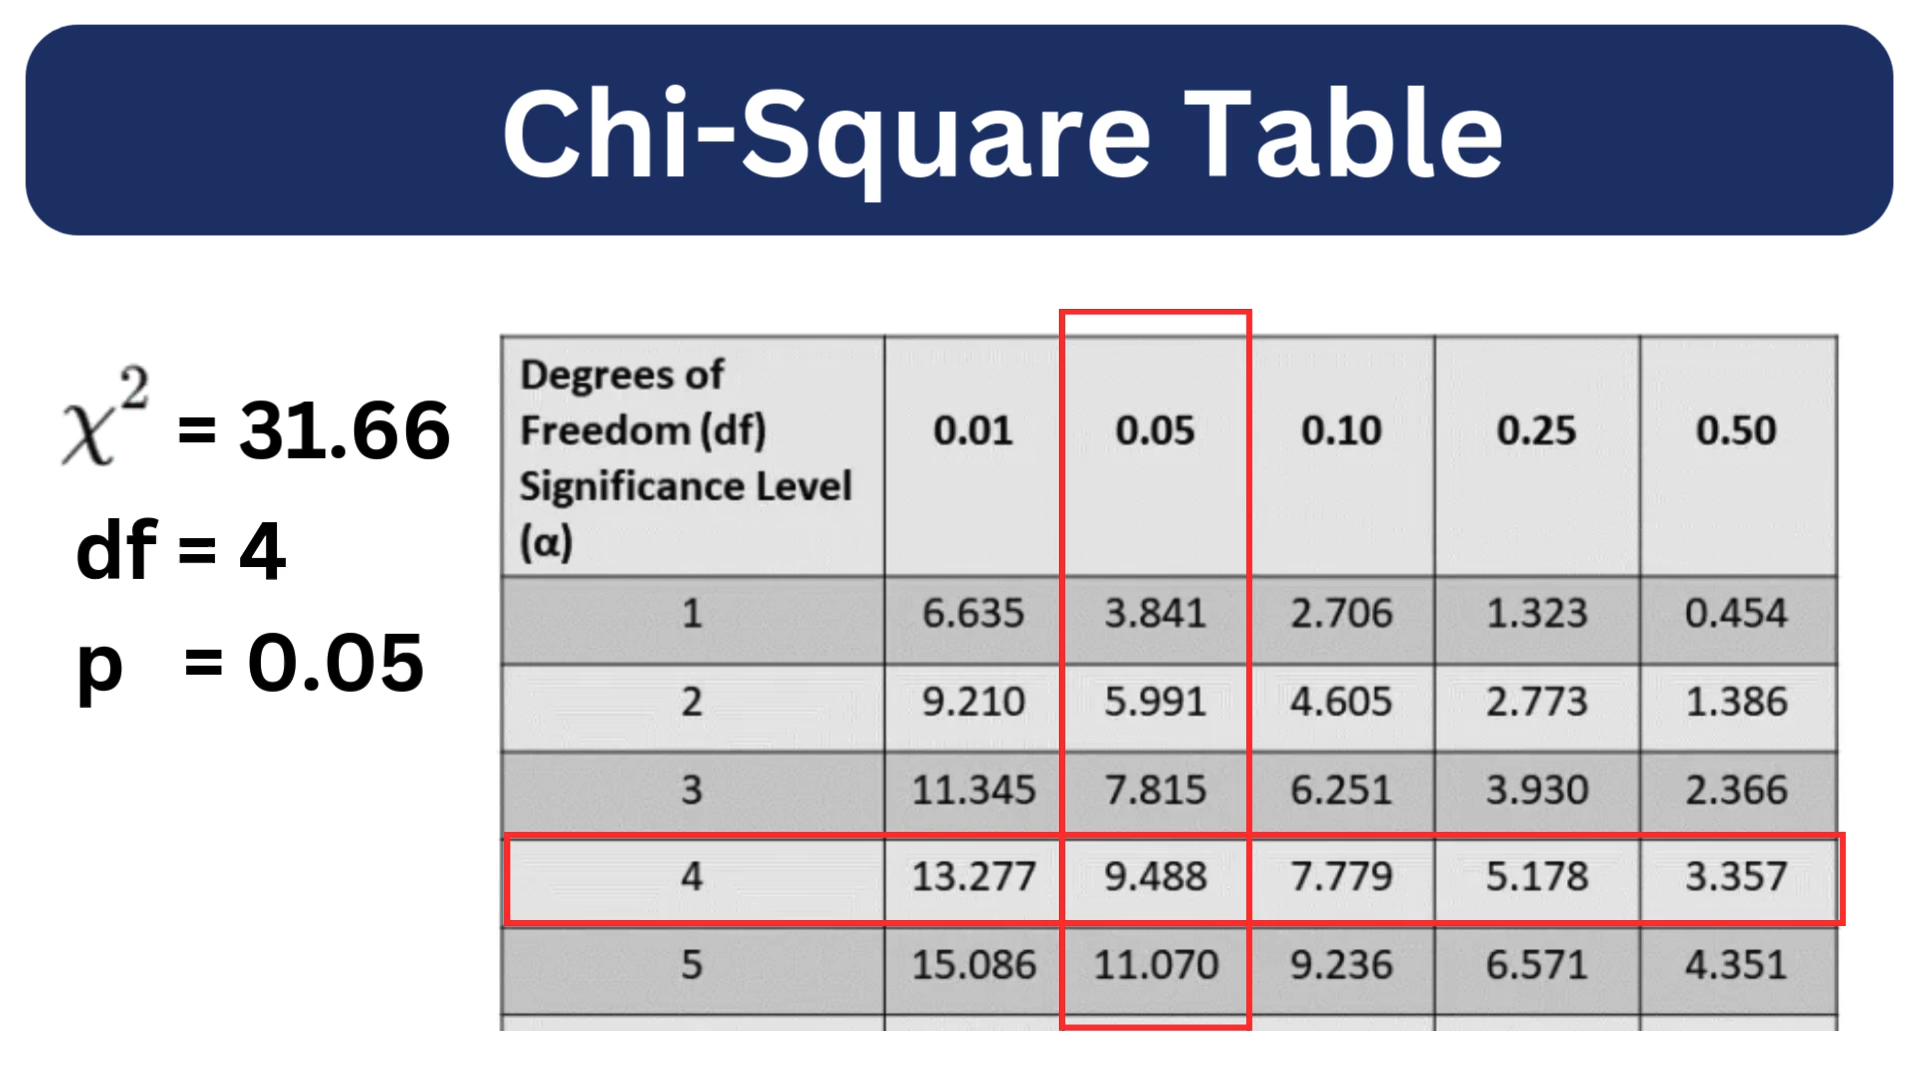 Chi-Square Table
χ² = 31.66
df = 4
p = 0.05
Degrees of
Freedom (df)
Significance Level
(α)
0.01 0.05 0.10 0.25 0.50
1 6.635 3.841 2.706 1.323 0.454
2 9.210 5.991 4.605 2.773 1.386
3 11.345 7.815 6.251 3.930 2.366
4 13.277 9.488 7.779 5.178 3.357
5 15.086 11.070 9.236 6.571 4.351